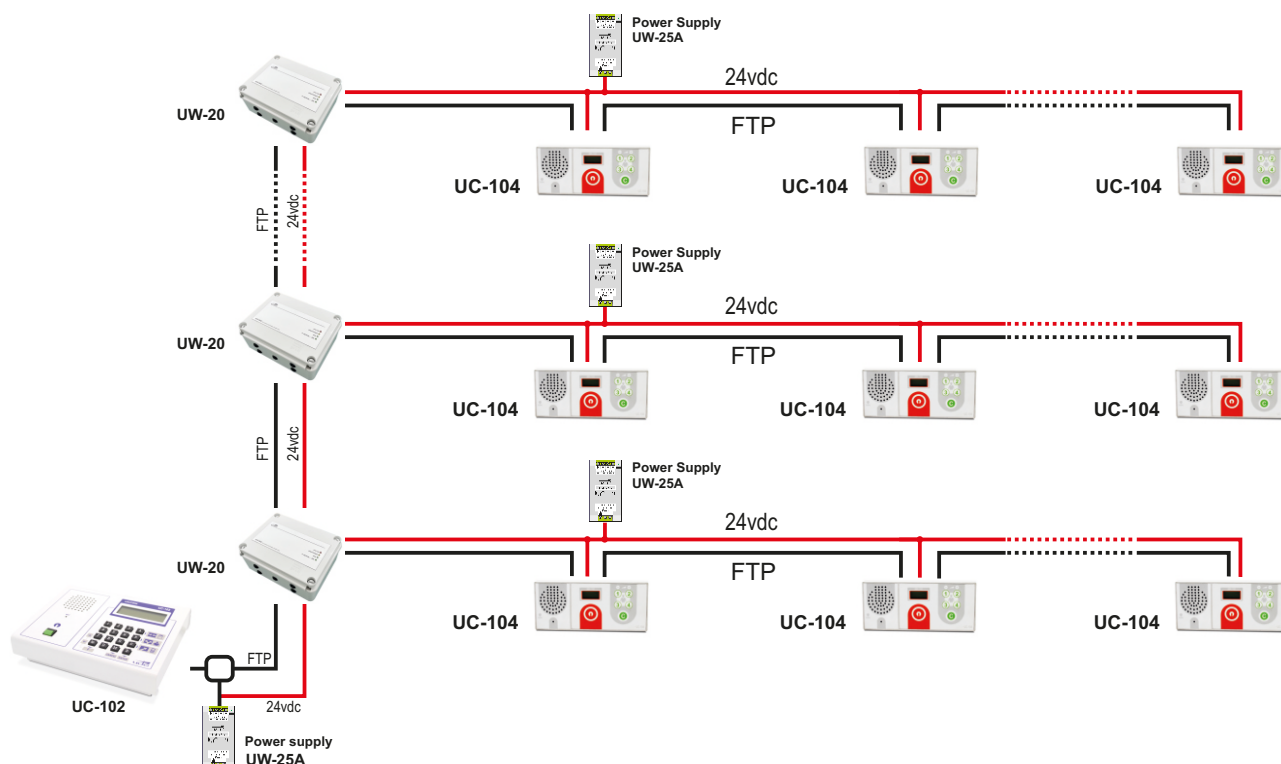 Power Supply
UW-25A
24vdc
UW-20
FTP
UC-104
UC-104
UC-104
FTP
24vdc
Power Supply
UW-25A
24vdc
UW-20
FTP
UC-104
UC-104
UC-104
FTP
24vdc
Power Supply
UW-25A
24vdc
UW-20
FTP
UC-104
UC-104
UC-104
FTP
UC-102
24vdc
Power supply
UW-25A